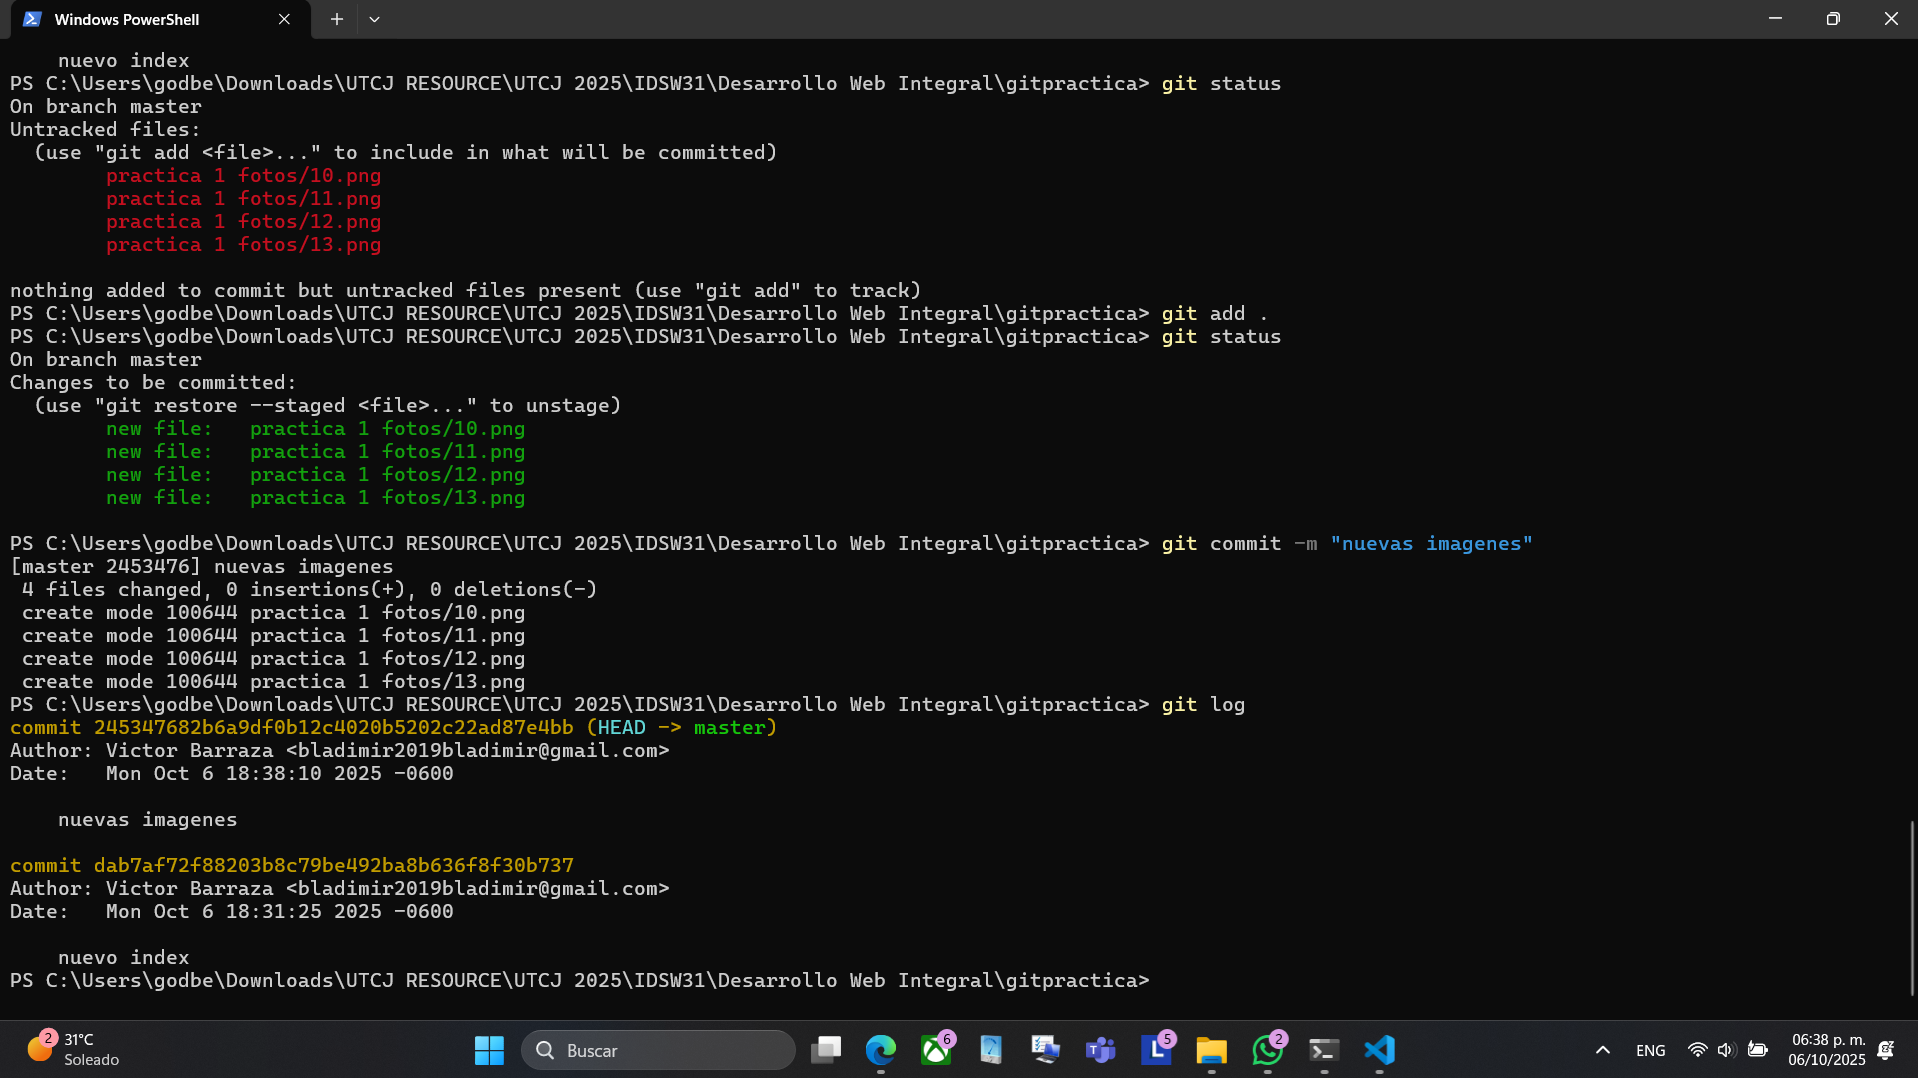 Windows PowerShell
    nuevo index
PS C:\Users\godbe\Downloads\UTCJ RESOURCE\UTCJ 2025\IDSW31\Desarrollo Web Integral\gitpractica> git status
On branch master
Untracked files:
  (use "git add <file>..." to include in what will be committed)
        practica 1 fotos/10.png
        practica 1 fotos/11.png
        practica 1 fotos/12.png
        practica 1 fotos/13.png

nothing added to commit but untracked files present (use "git add" to track)
PS C:\Users\godbe\Downloads\UTCJ RESOURCE\UTCJ 2025\IDSW31\Desarrollo Web Integral\gitpractica> git add .
PS C:\Users\godbe\Downloads\UTCJ RESOURCE\UTCJ 2025\IDSW31\Desarrollo Web Integral\gitpractica> git status
On branch master
Changes to be committed:
  (use "git restore --staged <file>..." to unstage)
        new file:   practica 1 fotos/10.png
        new file:   practica 1 fotos/11.png
        new file:   practica 1 fotos/12.png
        new file:   practica 1 fotos/13.png

PS C:\Users\godbe\Downloads\UTCJ RESOURCE\UTCJ 2025\IDSW31\Desarrollo Web Integral\gitpractica> git commit -m "nuevas imagenes"
[master 2453476] nuevas imagenes
 4 files changed, 0 insertions(+), 0 deletions(-)
 create mode 100644 practica 1 fotos/10.png
 create mode 100644 practica 1 fotos/11.png
 create mode 100644 practica 1 fotos/12.png
 create mode 100644 practica 1 fotos/13.png
PS C:\Users\godbe\Downloads\UTCJ RESOURCE\UTCJ 2025\IDSW31\Desarrollo Web Integral\gitpractica> git log
commit 245347682b6a9df0b12c4020b5202c22ad87e4bb (HEAD -> master)
Author: Victor Barraza <bladimir2019bladimir@gmail.com>
Date:   Mon Oct 6 18:38:10 2025 -0600

    nuevas imagenes

commit dab7af72f88203b8c79be492ba8b636f8f30b737
Author: Victor Barraza <bladimir2019bladimir@gmail.com>
Date:   Mon Oct 6 18:31:25 2025 -0600

    nuevo index
PS C:\Users\godbe\Downloads\UTCJ RESOURCE\UTCJ 2025\IDSW31\Desarrollo Web Integral\gitpractica>
2
31°C
Soleado
Buscar
6
5
2
ENG
06:38 p. m.
06/10/2025